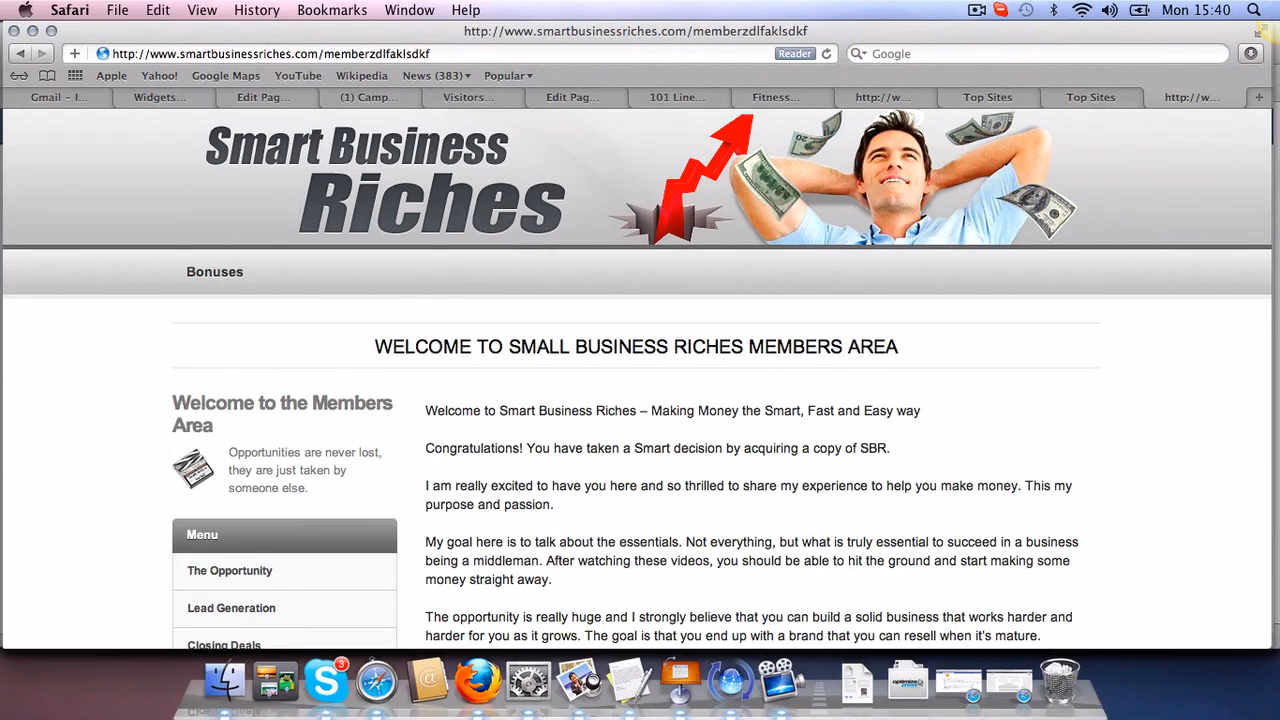 Safari File Edit View History Bookmarks Window Help Mon 15:40
http://www.smartbusinessriches.com/memberzdlfaklsdkf
http://www.smartbusinessriches.com/memberzdlfaklsdkf Reader Google
Apple Yahoo! Google Maps YouTube Wikipedia News (383) Popular
Gmail – I... Widgets... Edit Pag... (1) Camp... Visitors... Edit Pag... 101 Line... Fitness... http://w... Top Sites Top Sites http://w...
Smart Business
Riches
Bonuses
WELCOME TO SMALL BUSINESS RICHES MEMBERS AREA
Welcome to the Members
Area
Opportunities are never lost,
they are just taken by
someone else.
Menu
The Opportunity
Lead Generation
Closing Deals
Welcome to Smart Business Riches – Making Money the Smart, Fast and Easy way
Congratulations! You have taken a Smart decision by acquiring a copy of SBR.
I am really excited to have you here and so thrilled to share my experience to help you make money. This my
purpose and passion.
My goal here is to talk about the essentials. Not everything, but what is truly essential to succeed in a business
being a middleman. After watching these videos, you should be able to hit the ground and start making some
money straight away.
The opportunity is really huge and I strongly believe that you can build a solid business that works harder and
harder for you as it grows. The goal is that you end up with a brand that you can resell when it's mature.
3